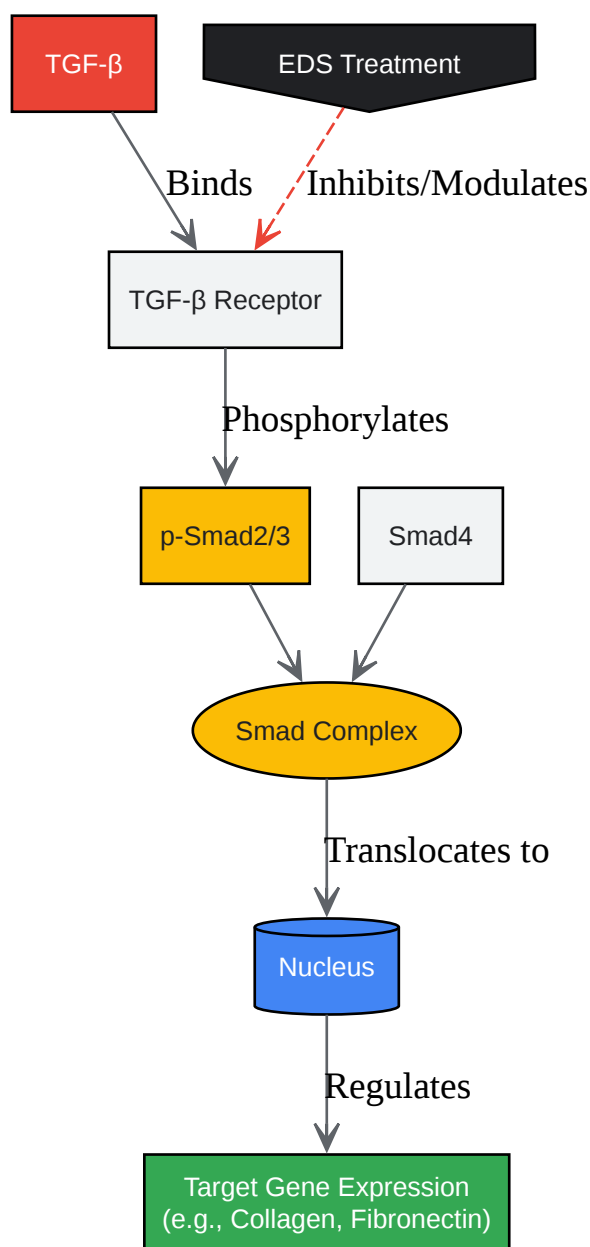 TGF-β
EDS Treatment
Binds
Inhibits/Modulates
TGF-β Receptor
Phosphorylates
p-Smad2/3
Smad4
Smad Complex
Translocates to
Nucleus
Regulates
Target Gene Expression
(e.g., Collagen, Fibronectin)